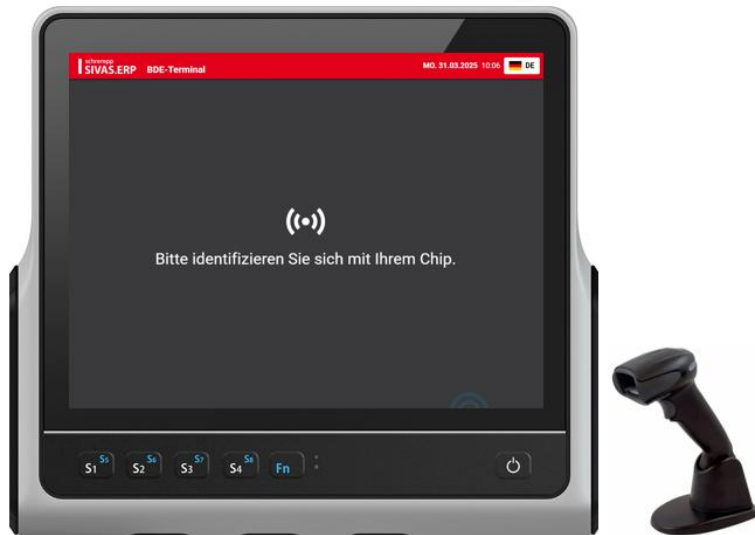 schrempp
SIVAS.ERP BDE-Terminal MO. 31.03.2025 10:06 DE
Bitte identifizieren Sie sich mit Ihrem Chip.
S1 S5 S2 S6 S3 S7 S4 S8 Fn